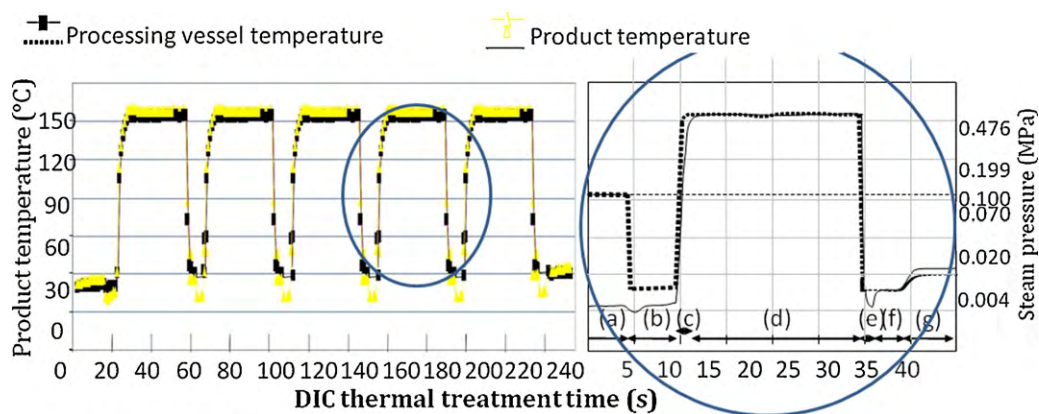 Processing vessel temperature
Product temperature
Product temperature (°C)
150
120
90
60
30
0
0 20 40 60 80 100 120 140 160 180 200 220 240
5 10 15 20 25 30 35 40
DIC thermal treatment time (s)
(a) (b) (c) (d) (e) (f) (g)
0.476
0.199
0.100
0.070
0.020
0.004
Steam pressure (MPa)